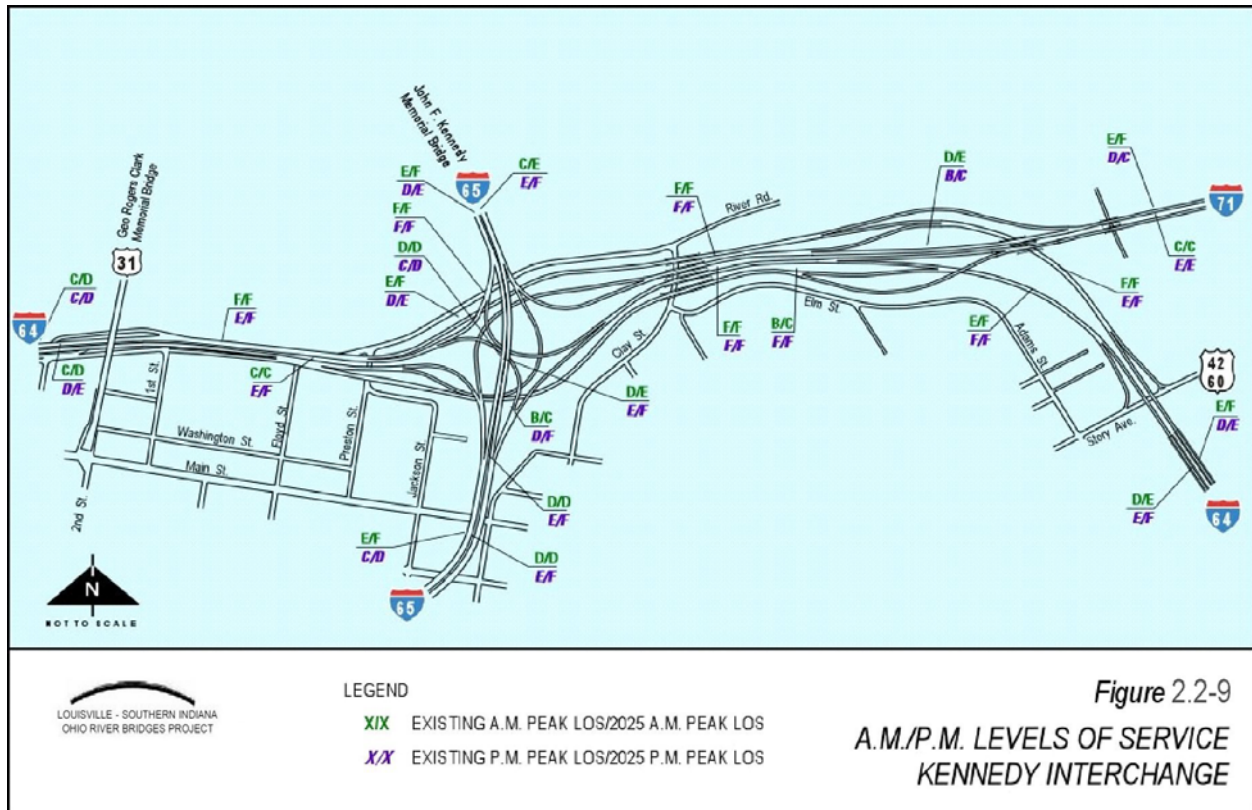 John F. Kennedy
Memorial Bridge
Geo Rogers Clark
Memorial Bridge
31
65
E/F
D/E
C/E
E/F
F/F
F/F
D/D
C/D
E/F
D/E
F/F
F/F
River Rd.
D/E
B/C
E/F
D/C
71
C/C
E/E
C/D
C/D
64
F/F
E/F
C/D
D/E
1st St.
C/C
E/F
Floyd St.
Preston St.
Jackson St.
Washington St.
Main St.
2nd St.
Clay St.
F/F
F/F
B/C
F/F
Elm St.
E/F
F/F
F/F
E/F
Adams St.
42
60
Story Ave.
E/F
D/E
D/E
E/F
64
D/E
E/F
B/C
D/F
D/D
E/F
E/F
C/D
D/D
E/F
65
N
NOT TO SCALE
LOUISVILLE - SOUTHERN INDIANA
OHIO RIVER BRIDGES PROJECT
LEGEND
X/X EXISTING A.M. PEAK LOS/2025 A.M. PEAK LOS
X/X EXISTING P.M. PEAK LOS/2025 P.M. PEAK LOS
Figure 2.2-9
A.M./P.M. LEVELS OF SERVICE
KENNEDY INTERCHANGE